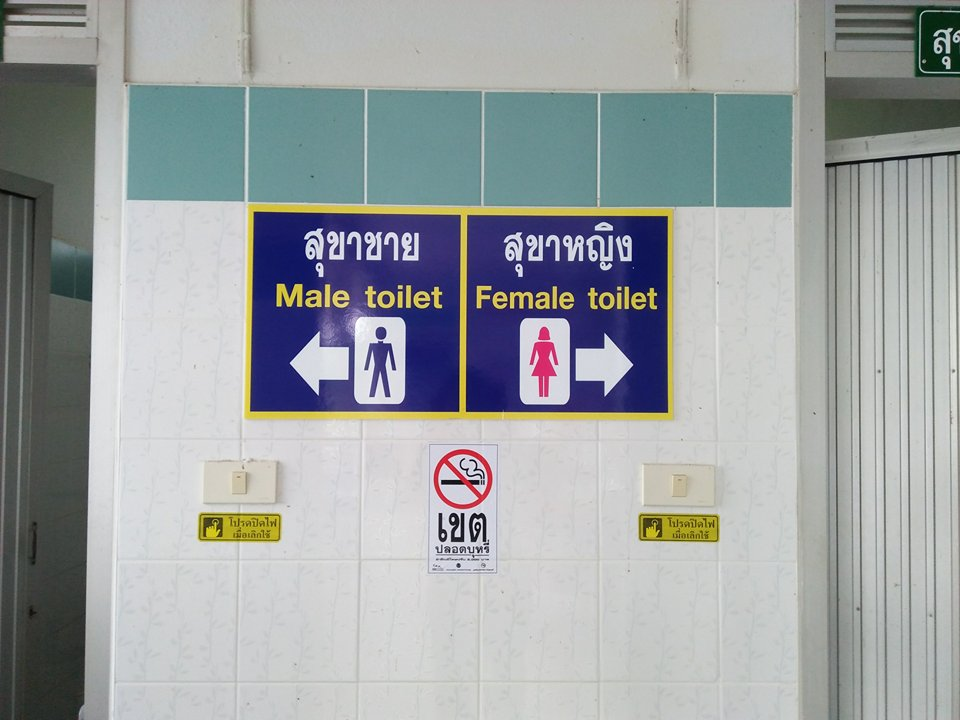 สุขาชาย
Male toilet
สุขาหญิง
Female toilet
โปรดปิดไฟ
เมื่อเลิกใช้
เขต
ปลอดบุหรี่
โปรดปิดไฟ
เมื่อเลิกใช้